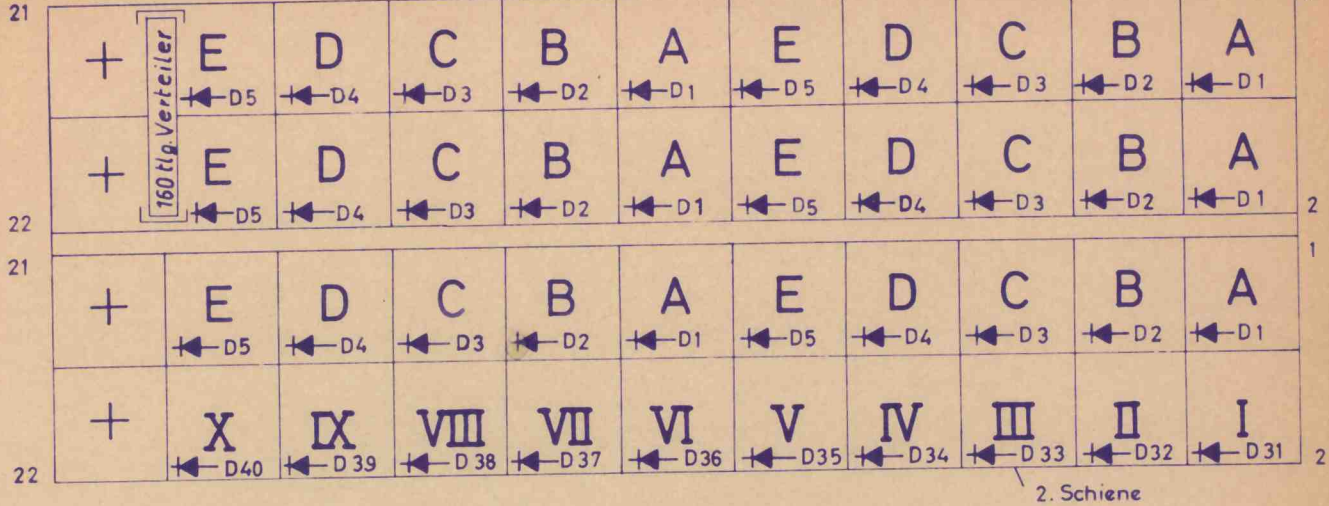 21
+ E D C B A E D C B A
D5 D4 D3 D2 D1 D5 D4 D3 D2 D1
160 tlg. Verteiler
+ E D C B A E D C B A
D5 D4 D3 D2 D1 D5 D4 D3 D2 D1
22 2
21 1
+ E D C B A E D C B A
D5 D4 D3 D2 D1 D5 D4 D3 D2 D1
+ X IX VIII VII VI V IV III II I
D40 D39 D38 D37 D36 D35 D34 D33 D32 D31
22 2
2. Schiene